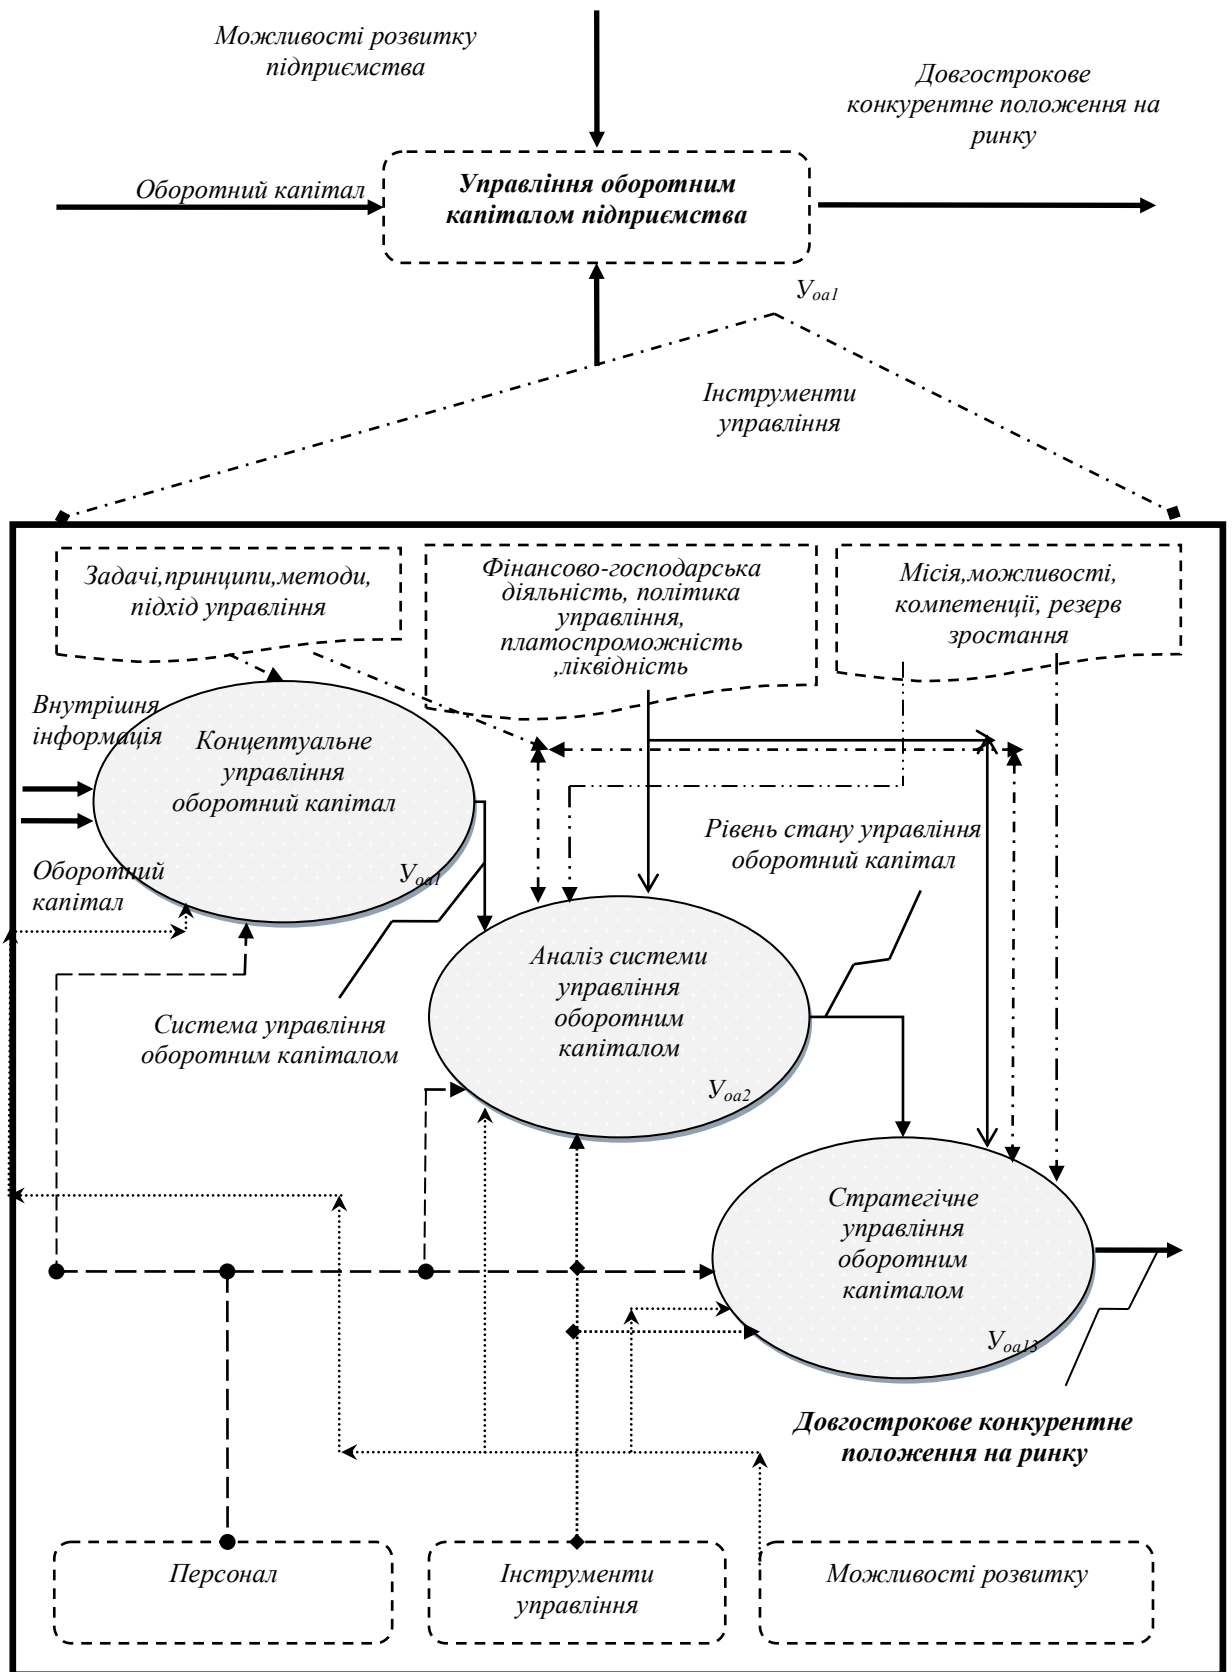 Можливості розвитку
підприємства
Довгострокове
конкурентне положення на
ринку
Оборотний капітал
Управління оборотним
капіталом підприємства
Уоа1
Інструменти
управління
Задачі,принципи,методи,
підхід управління
Фінансово-господарська
діяльність, політика
управління,
платоспроможність
,ліквідність
Місія,можливості,
компетенції, резерв
зростання
Внутрішня
інформація
Концептуальне
управління
оборотний капітал
Уоа1
Оборотний
капітал
Рівень стану управління
оборотний капітал
Система управління
оборотним капіталом
Аналіз системи
управління
оборотним
капіталом
Уоа2
Стратегічне
управління
оборотним
капіталом
Уоа13
Довгострокове конкурентне
положення на ринку
Персонал
Інструменти
управління
Можливості розвитку